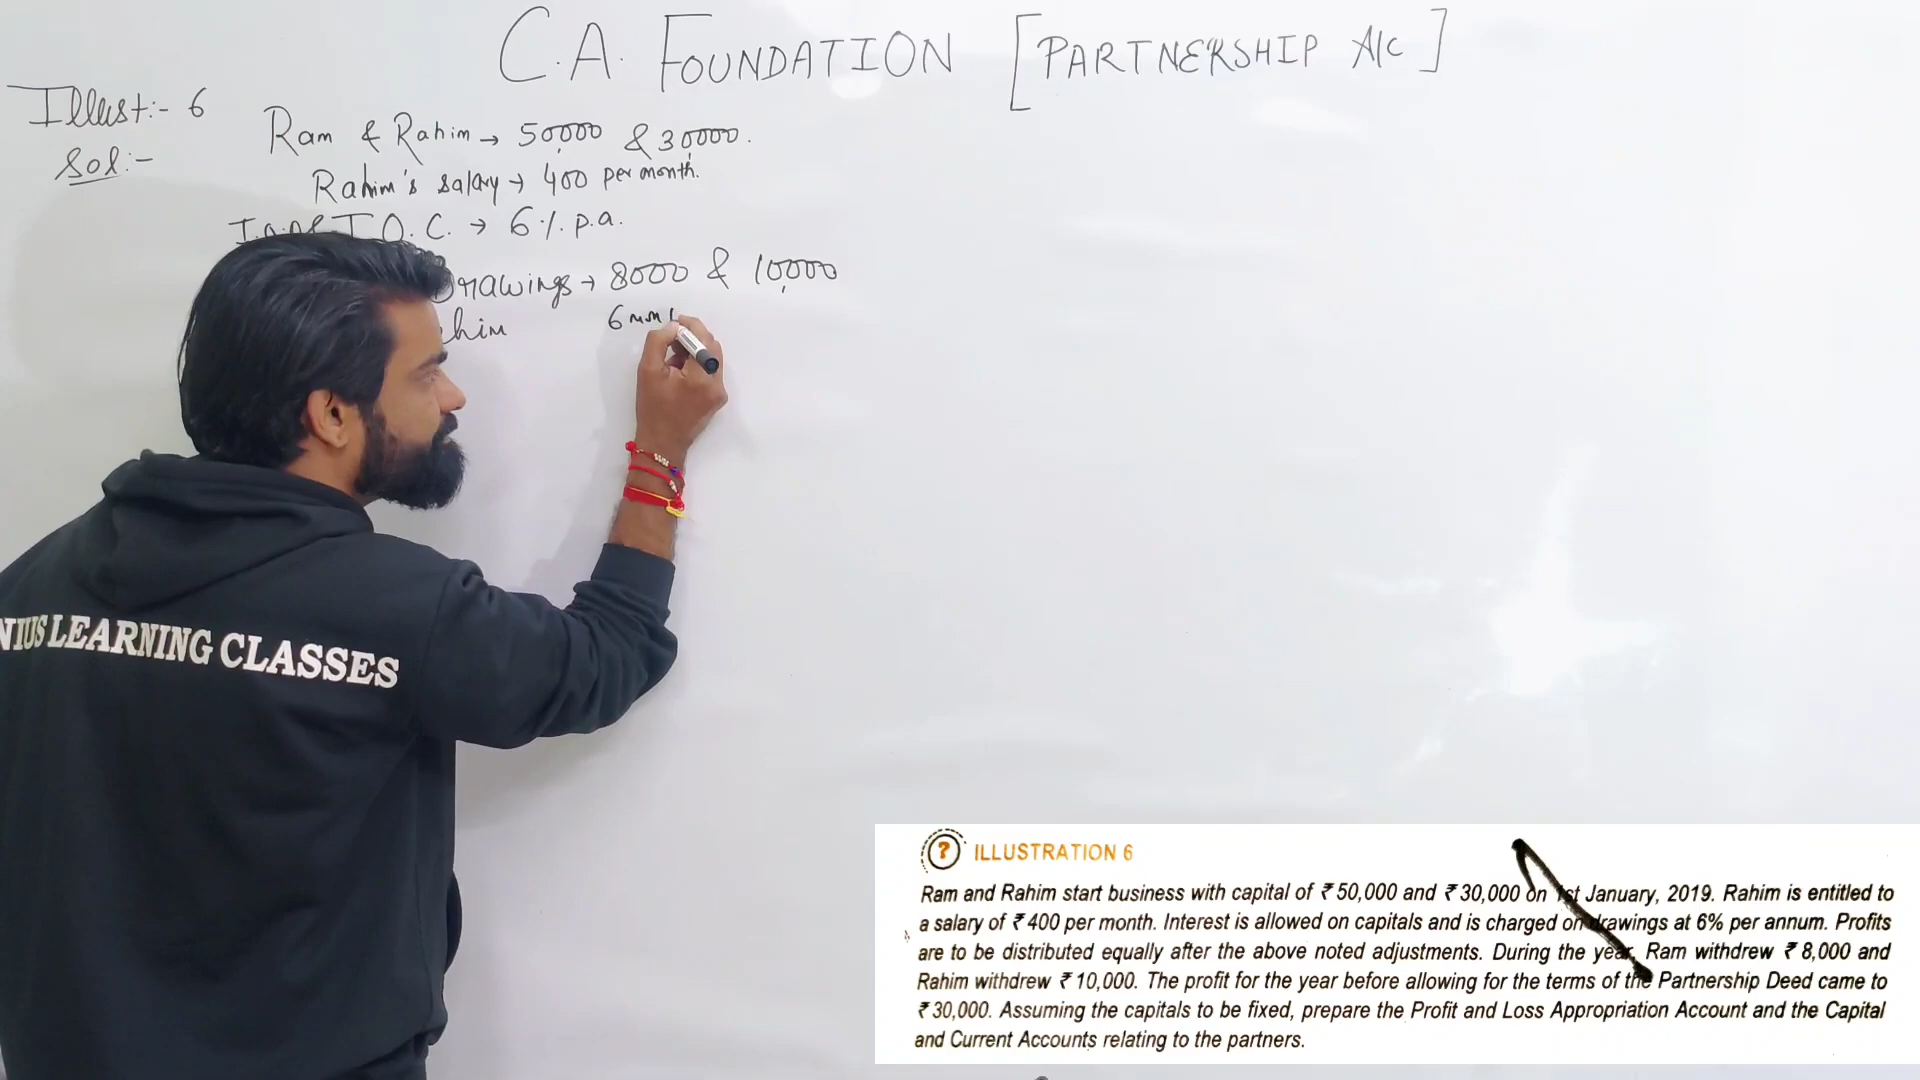 C.A. FOUNDATION [PARTNERSHIP A/C]
Illust:- 6
Sol:-
Ram & Rahim → 50,000 & 30,000.
Rahim's salary → 400 per month.
I.O.C. → 6%. p.a.
Drawings → 8000 & 10,000
6
NIUS LEARNING CLASSES
? ILLUSTRATION 6
Ram and Rahim start business with capital of ₹ 50,000 and ₹ 30,000 on 1st January, 2019. Rahim is entitled to
a salary of ₹ 400 per month. Interest is allowed on capitals and is charged on drawings at 6% per annum. Profits
are to be distributed equally after the above noted adjustments. During the year, Ram withdrew ₹ 8,000 and
Rahim withdrew ₹ 10,000. The profit for the year before allowing for the terms of the Partnership Deed came to
₹ 30,000. Assuming the capitals to be fixed, prepare the Profit and Loss Appropriation Account and the Capital
and Current Accounts relating to the partners.